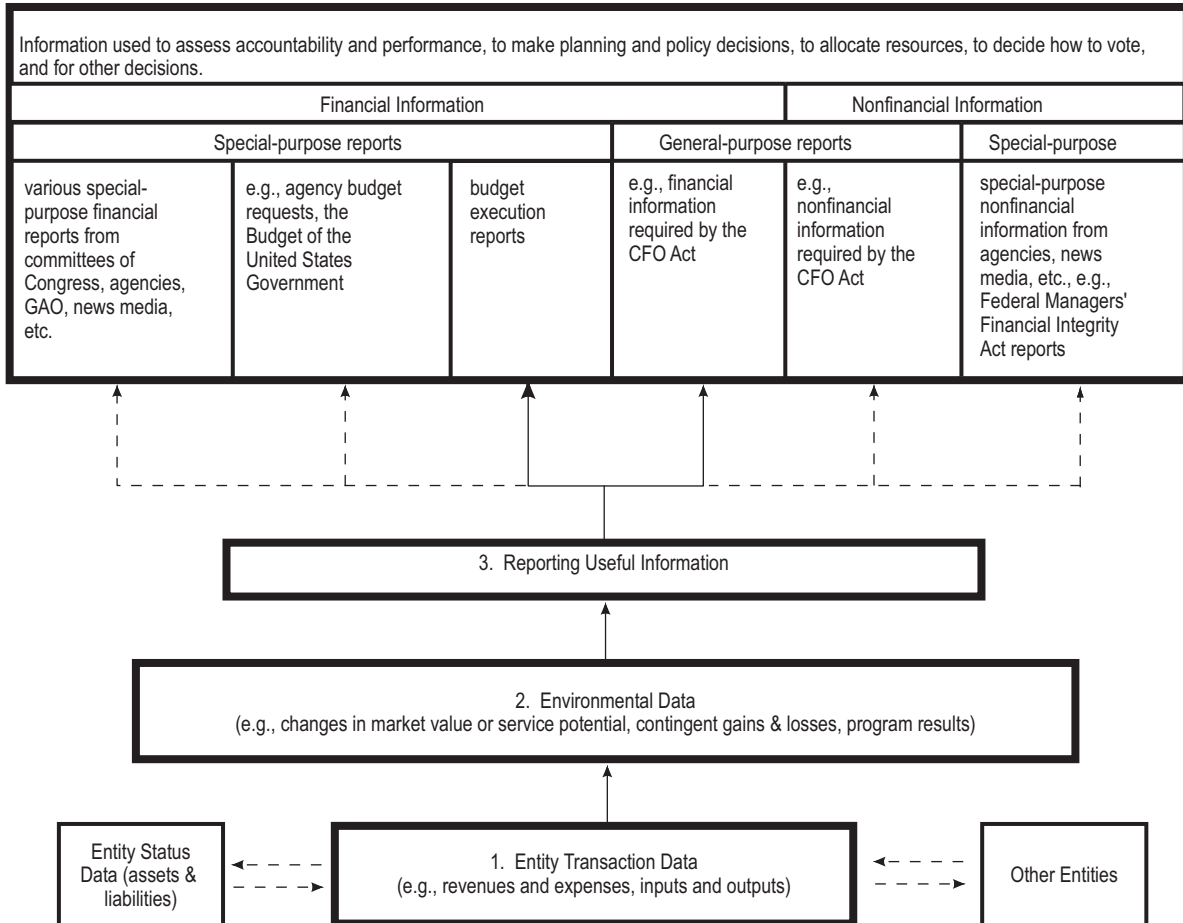 Information used to assess accountability and performance, to make planning and policy decisions, to allocate resources, to decide how to vote,
and for other decisions.
Financial Information
Nonfinancial Information
Special-purpose reports
General-purpose reports
Special-purpose
various special-
purpose financial
reports from
committees of
Congress, agencies,
GAO, news media,
etc.
e.g., agency budget
requests, the
Budget of the
United States
Government
budget
execution
reports
e.g., financial
information
required by the
CFO Act
e.g.,
nonfinancial
information
required by the
CFO Act
special-purpose
nonfinancial
information from
agencies, news
media, etc., e.g.,
Federal Managers'
Financial Integrity
Act reports
3. Reporting Useful Information
2. Environmental Data
(e.g., changes in market value or service potential, contingent gains & losses, program results)
Entity Status
Data (assets &
liabilities)
1. Entity Transaction Data
(e.g., revenues and expenses, inputs and outputs)
Other Entities